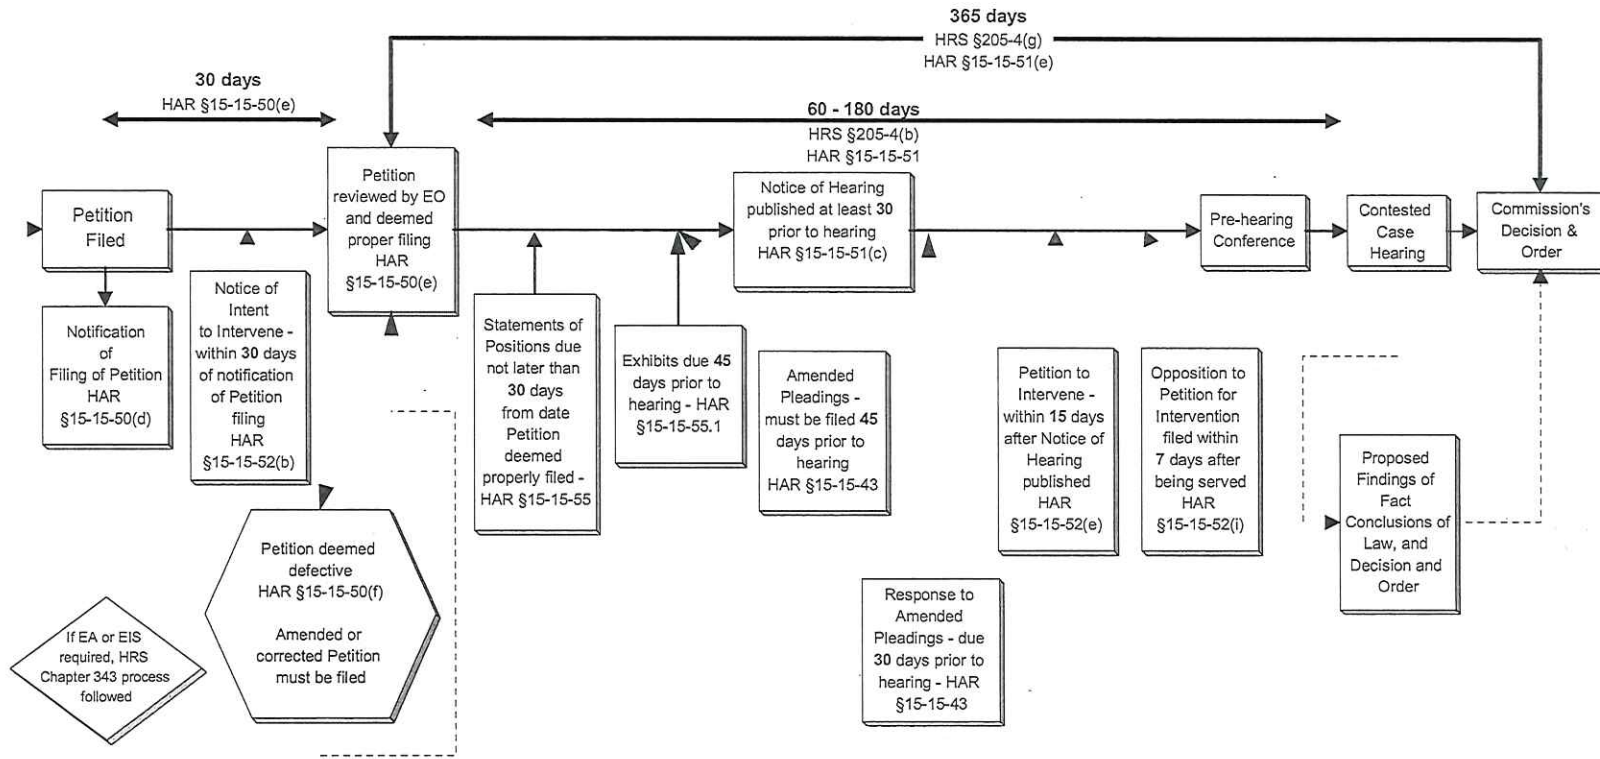 365 days
HRS §205-4(g)
HAR §15-15-51(e)
30 days
HAR §15-15-50(e)
60 - 180 days
HRS §205-4(b)
HAR §15-15-51
Petition
Filed
Petition
reviewed by EO
and deemed
proper filing
HAR
§15-15-50(e)
Notice of Hearing
published at least 30
prior to hearing
HAR §15-15-51(c)
Pre-hearing
Conference
Contested
Case
Hearing
Commission's
Decision &
Order
Notification
of
Filing of Petition
HAR
§15-15-50(d)
Notice of
Intent
to Intervene -
within 30 days
of notification
of Petition
filing
HAR
§15-15-52(b)
Statements of
Positions due
not later than
30 days
from date
Petition
deemed
properly filed -
HAR §15-15-55
Exhibits due 45
days prior to
hearing - HAR
§15-15-55.1
Amended
Pleadings -
must be filed 45
days prior to
hearing
HAR §15-15-43
Petition to
Intervene -
within 15 days
after Notice of
Hearing
published
HAR
§15-15-52(e)
Opposition to
Petition for
Intervention
filed within
7 days after
being served
HAR
§15-15-52(i)
Proposed
Findings of
Fact
Conclusions of
Law, and
Decision and
Order
Petition deemed
defective
HAR §15-15-50(f)
Amended or
corrected Petition
must be filed
If EA or EIS
required, HRS
Chapter 343 process
followed
Response to
Amended
Pleadings - due
30 days prior to
hearing - HAR
§15-15-43